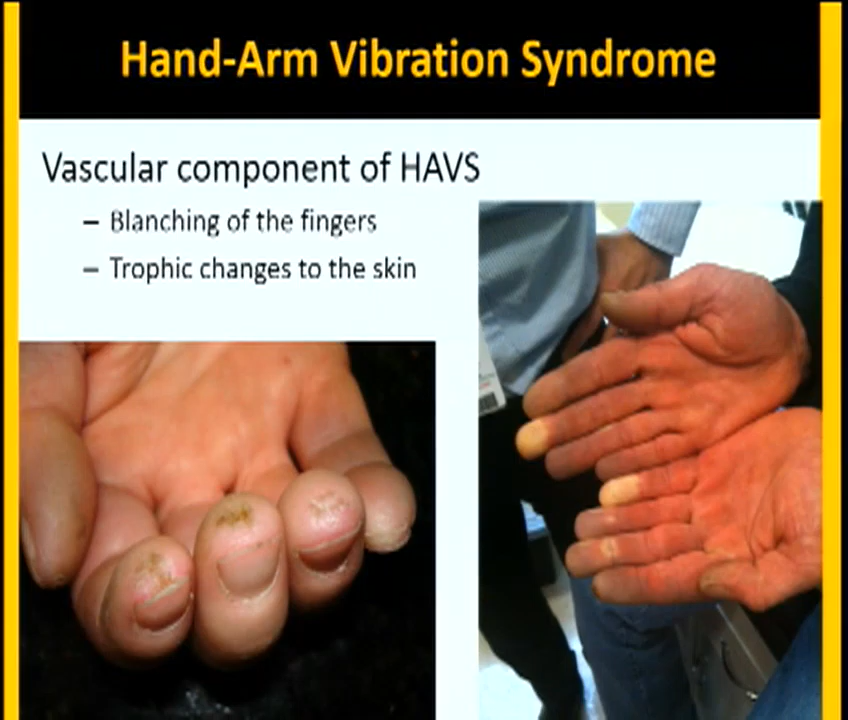 Hand-Arm Vibration Syndrome
Vascular component of HAVS
– Blanching of the fingers
– Trophic changes to the skin